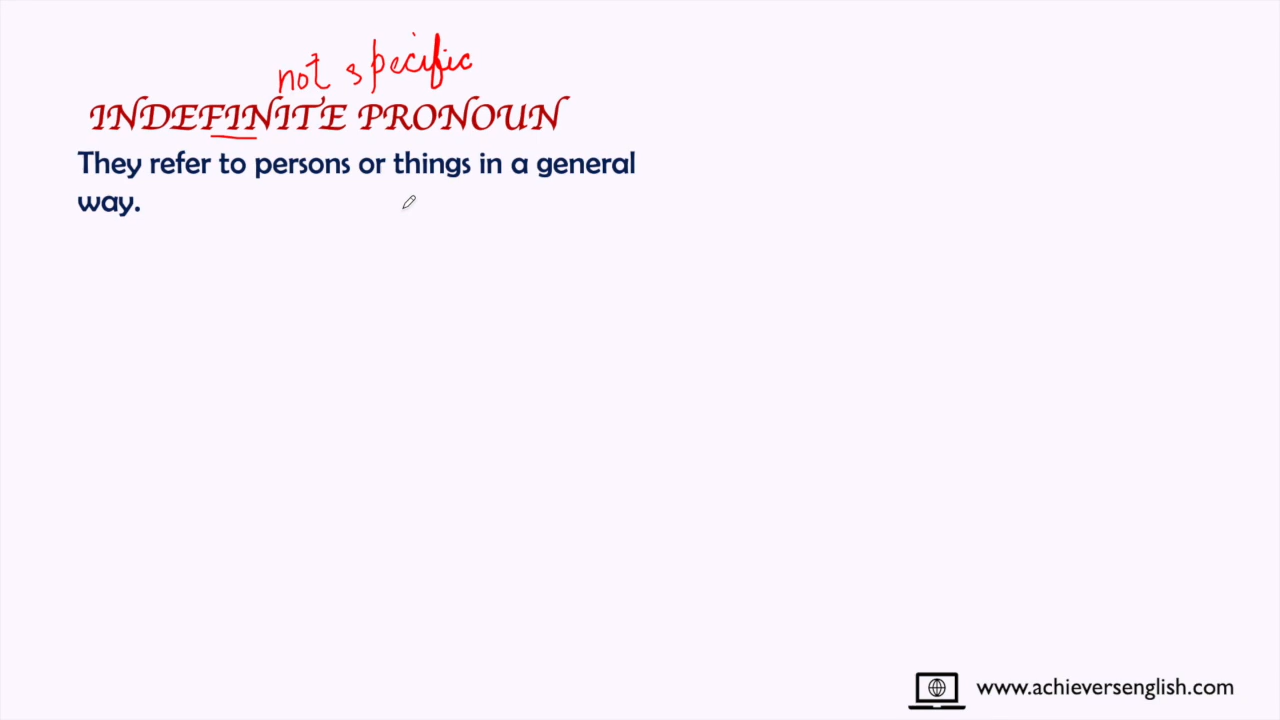 not specific
INDEFINITE PRONOUN
They refer to persons or things in a general
way.
www.achieversenglish.com